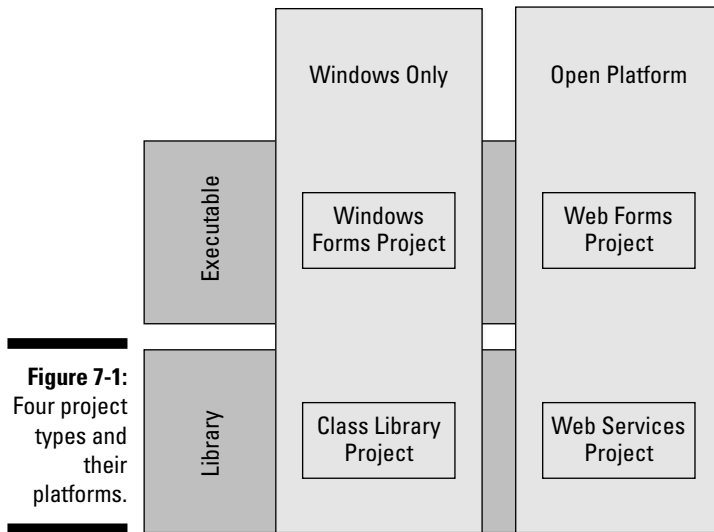 Windows Only
Open Platform
Executable
Windows
Forms Project
Web Forms
Project
Library
Class Library
Project
Web Services
Project
Figure 7-1:
Four project
types and
their
platforms.